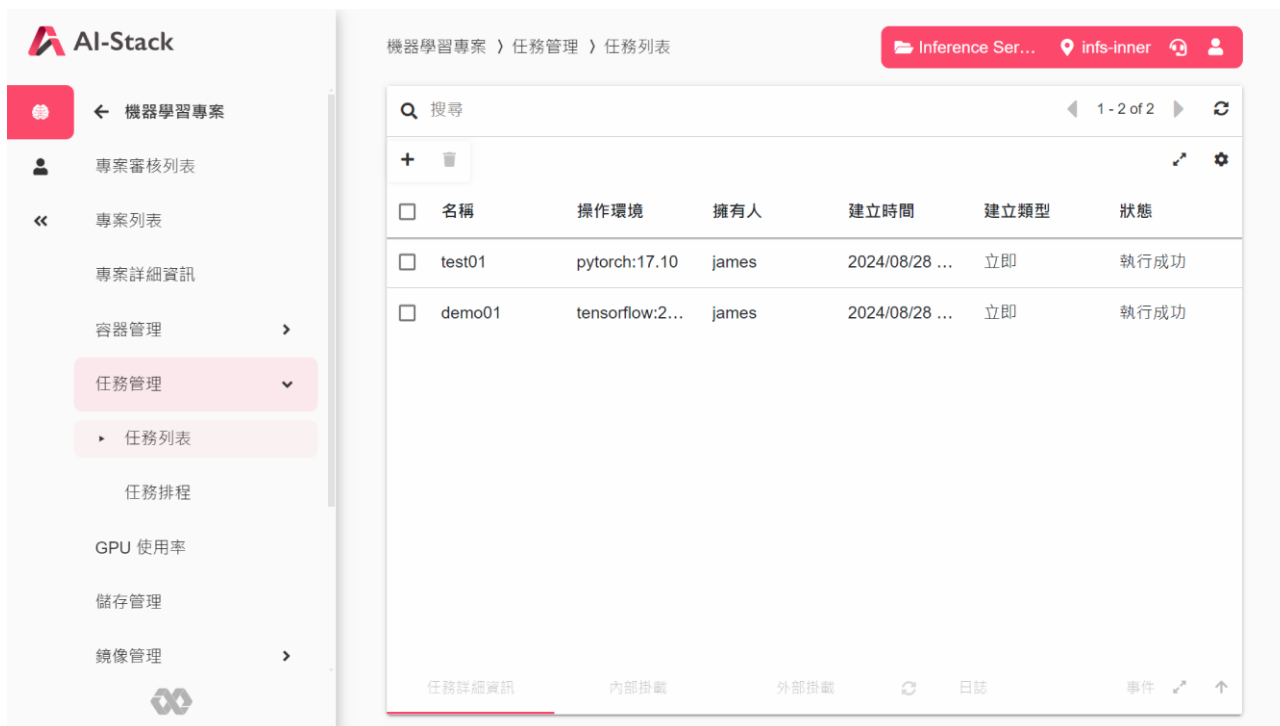 AI-Stack
機器學習專案 ❯ 任務管理 ❯ 任務列表
Inference Ser...
infs-inner
機器學習專案
專案審核列表
專案列表
專案詳細資訊
容器管理
任務管理
任務列表
任務排程
GPU 使用率
儲存管理
鏡像管理
搜尋
1 - 2 of 2
名稱 操作環境 擁有人 建立時間 建立類型 狀態
test01 pytorch:17.10 james 2024/08/28 ... 立即 執行成功
demo01 tensorflow:2... james 2024/08/28 ... 立即 執行成功
任務詳細資訊 內部掛載 外部掛載 日誌 事件